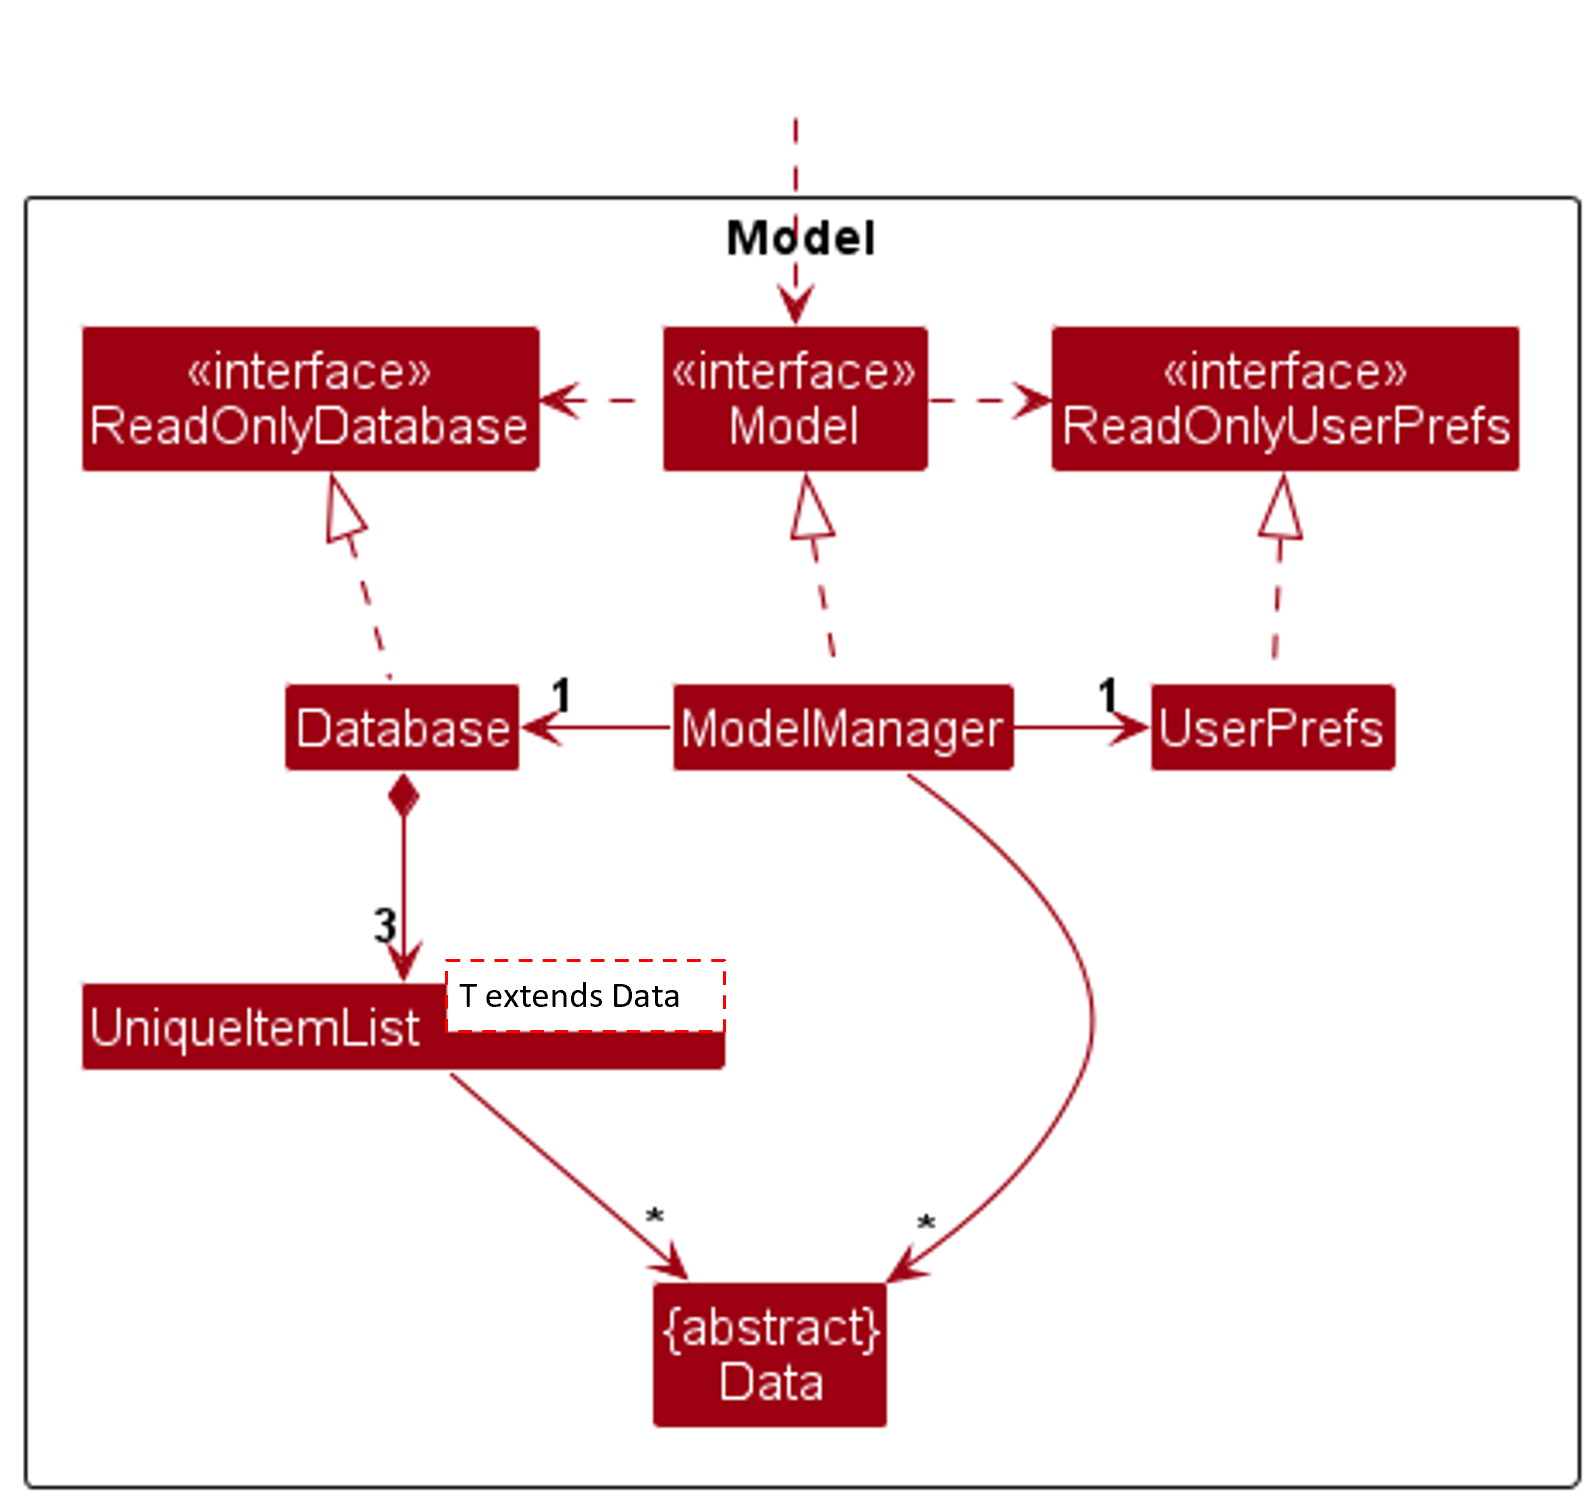 Model
«interface»
ReadOnlyDatabase
«interface»
Model
«interface»
ReadOnlyUserPrefs
Database
1
ModelManager
1
UserPrefs
3
T extends Data
UniqueItemList
*
*
{abstract}
Data